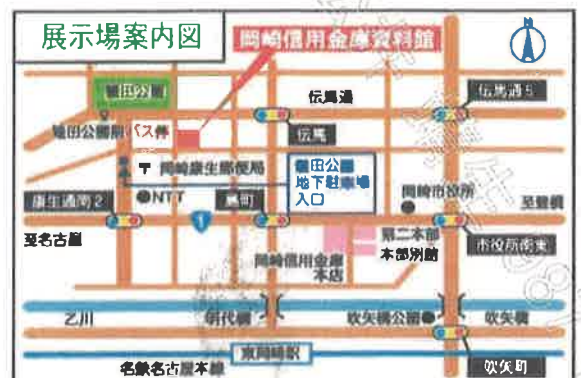 展示場案内図
岡崎信用金庫資料館
籠田公園
伝馬通
伝馬通5
籠田公園前 バス停
伝馬
〒 岡崎康生郵便局
籠田公園
地下駐車場
入口
岡崎市役所
康生通南2
NTT
至名古屋
1
第二本部
本部別館
市役所南東
岡崎信用金庫
本店
乙川
明代橋
吹矢橋公園
吹矢橋
東岡崎駅
名鉄名古屋本線
吹矢町